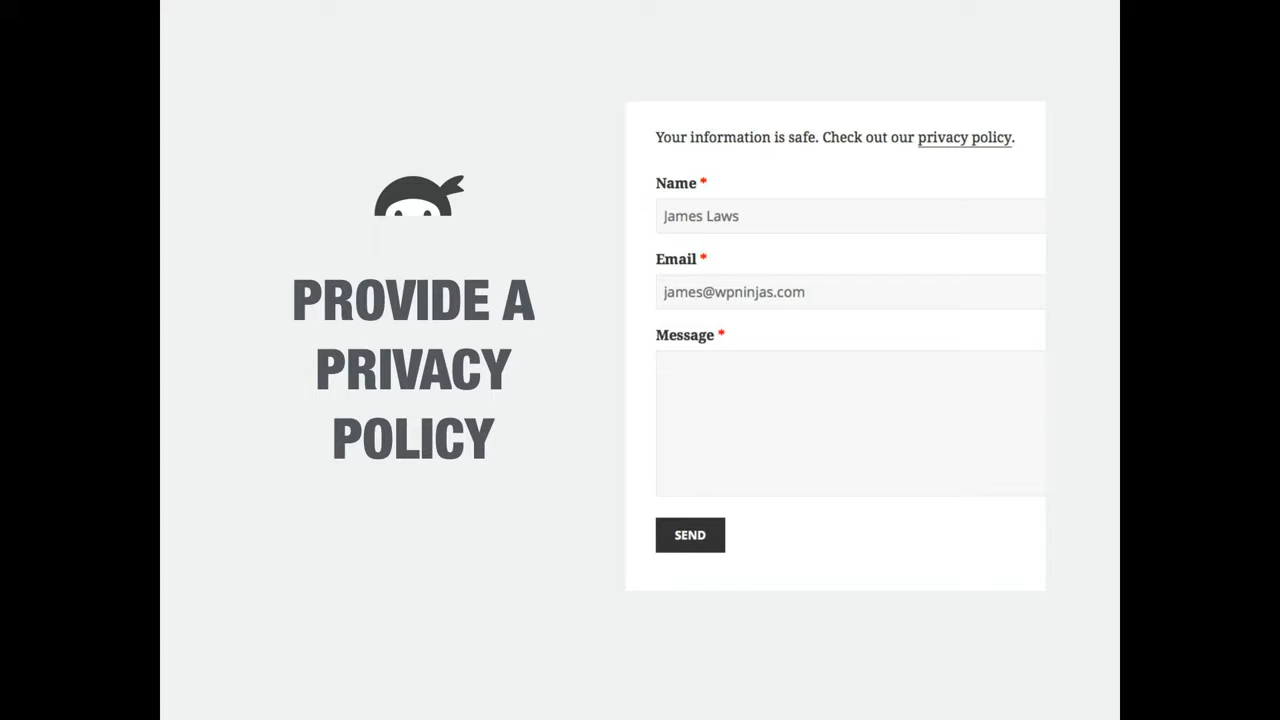 PROVIDE A
PRIVACY
POLICY
Your information is safe. Check out our privacy policy.
Name *
James Laws
Email *
james@wpninjas.com
Message *
SEND